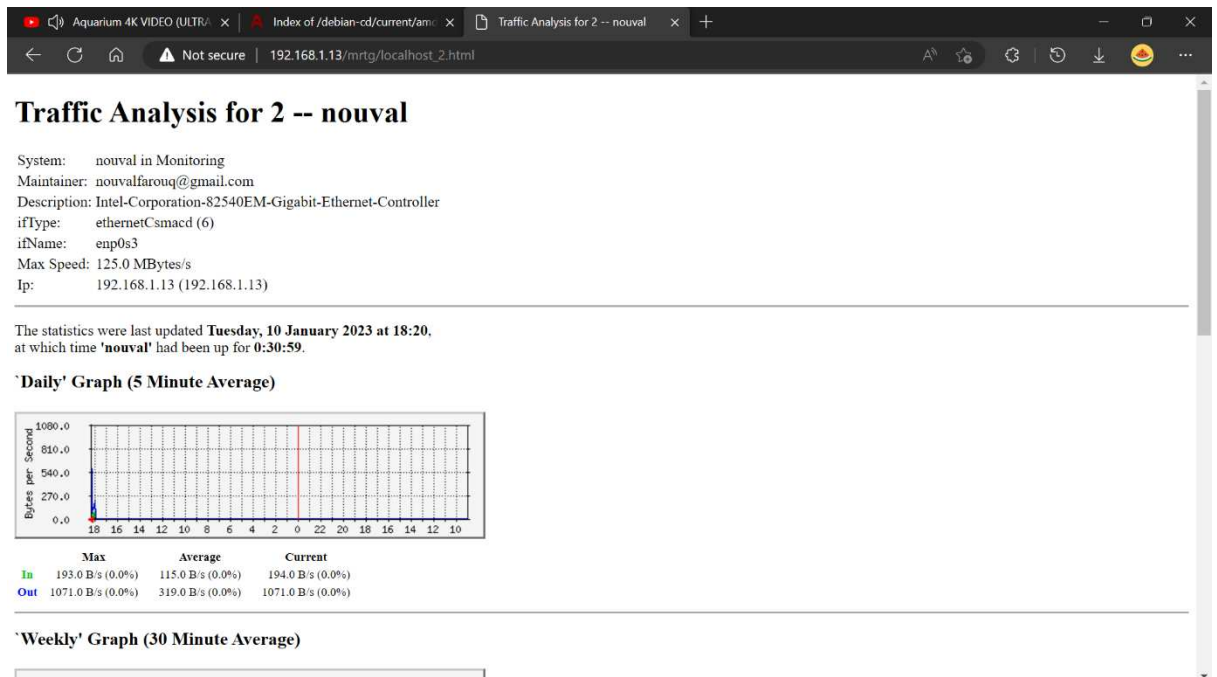 Aquarium 4K VIDEO (ULTRA
Index of /debian-cd/current/amd
Traffic Analysis for 2 -- nouval
Not secure | 192.168.1.13/mrtg/localhost_2.html
Traffic Analysis for 2 -- nouval
System: nouval in Monitoring
Maintainer: nouvalfarouq@gmail.com
Description: Intel-Corporation-82540EM-Gigabit-Ethernet-Controller
ifType: ethernetCsmacd (6)
ifName: enp0s3
Max Speed: 125.0 MBytes/s
Ip: 192.168.1.13 (192.168.1.13)
The statistics were last updated Tuesday, 10 January 2023 at 18:20,
at which time 'nouval' had been up for 0:30:59.
`Daily' Graph (5 Minute Average)
Bytes per Second
1080.0
810.0
540.0
270.0
0.0
18 16 14 12 10 8 6 4 2 0 22 20 18 16 14 12 10
Max Average Current
In 193.0 B/s (0.0%) 115.0 B/s (0.0%) 194.0 B/s (0.0%)
Out 1071.0 B/s (0.0%) 319.0 B/s (0.0%) 1071.0 B/s (0.0%)
`Weekly' Graph (30 Minute Average)